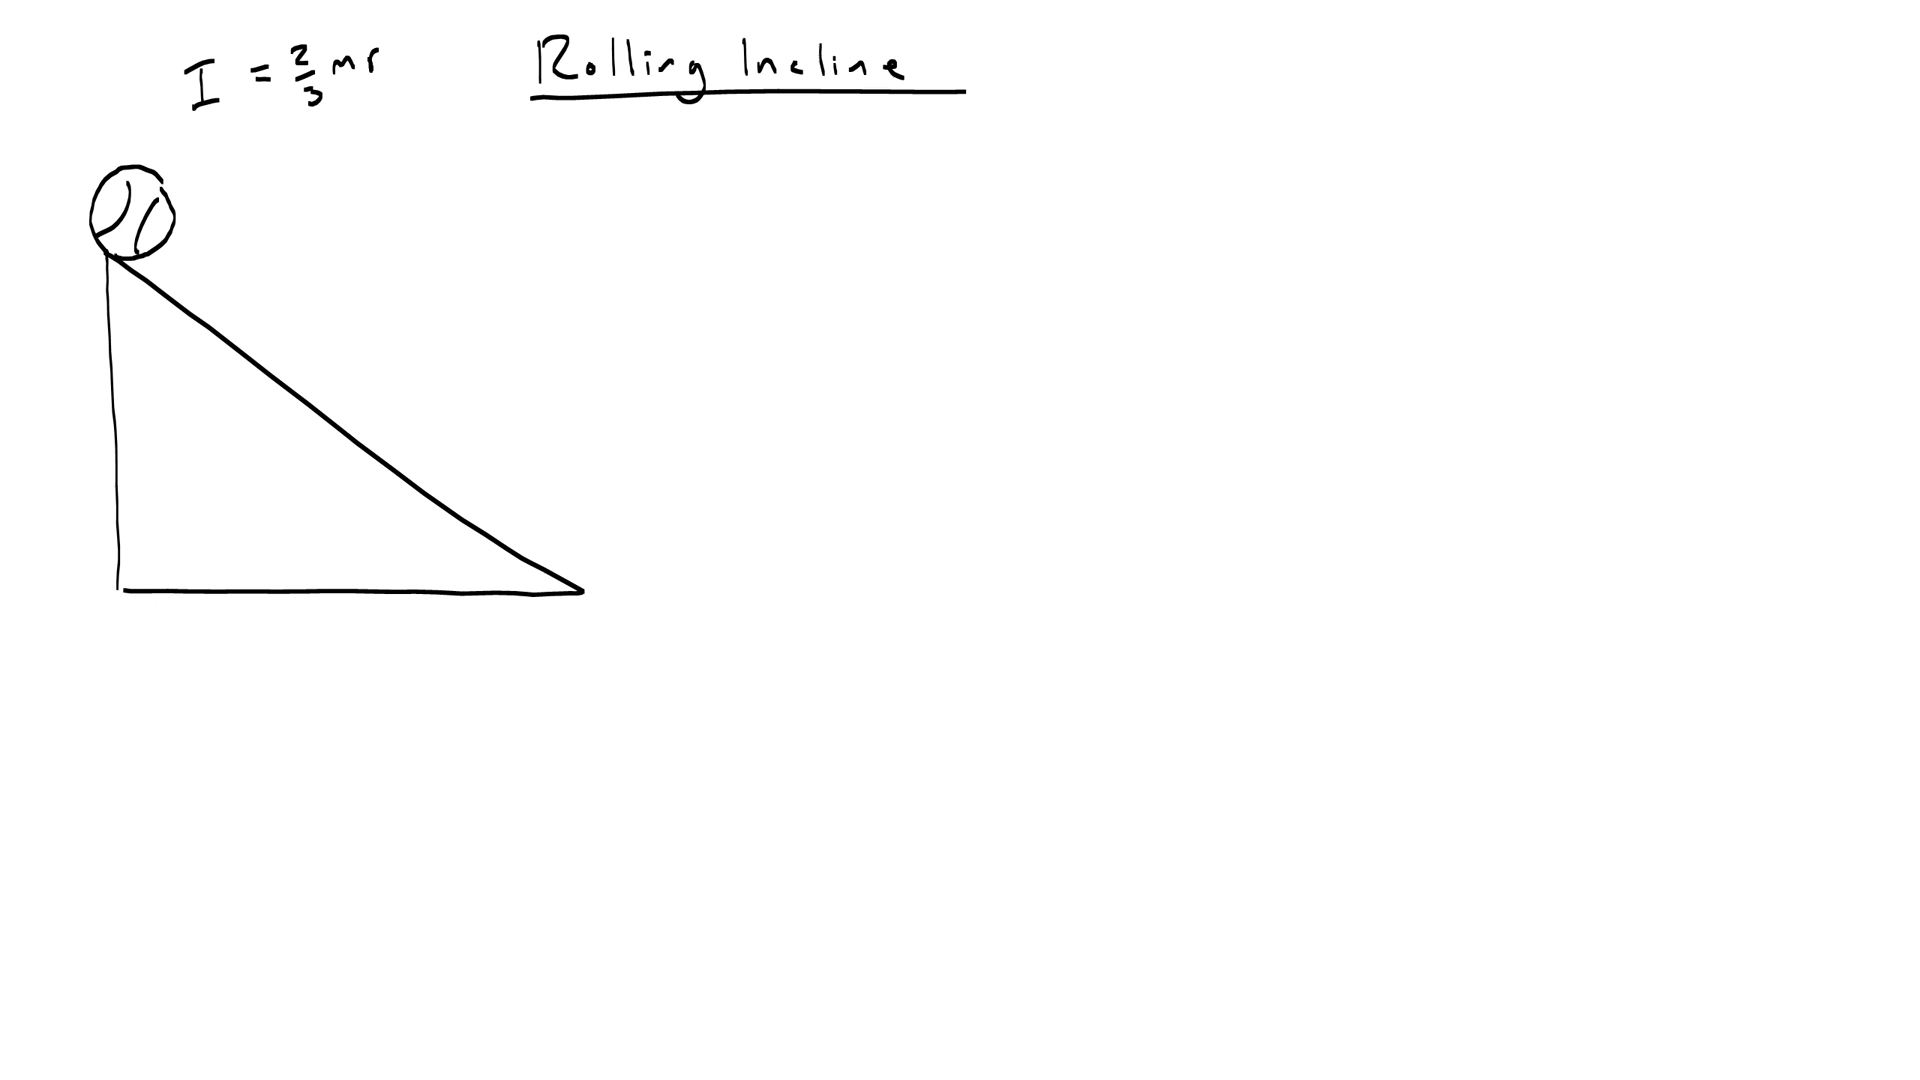 I = 2/3 mr
Rolling Incline